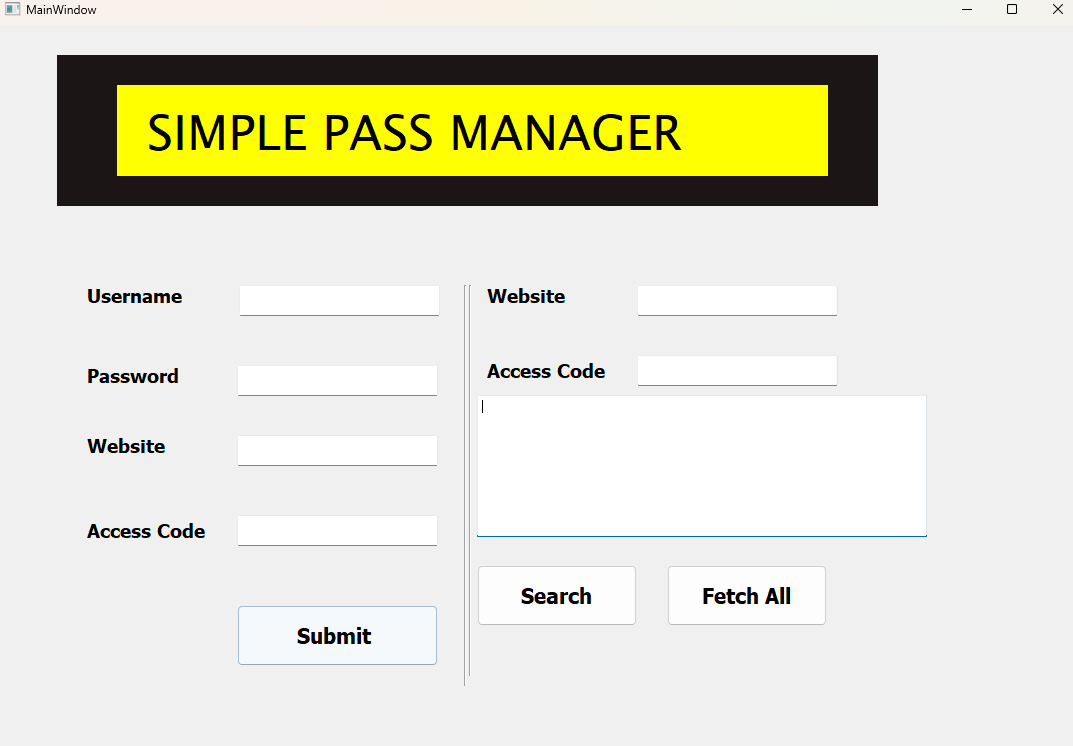 MainWindow
SIMPLE PASS MANAGER
Username
Password
Website
Access Code
Submit
Website
Access Code
Search
Fetch All